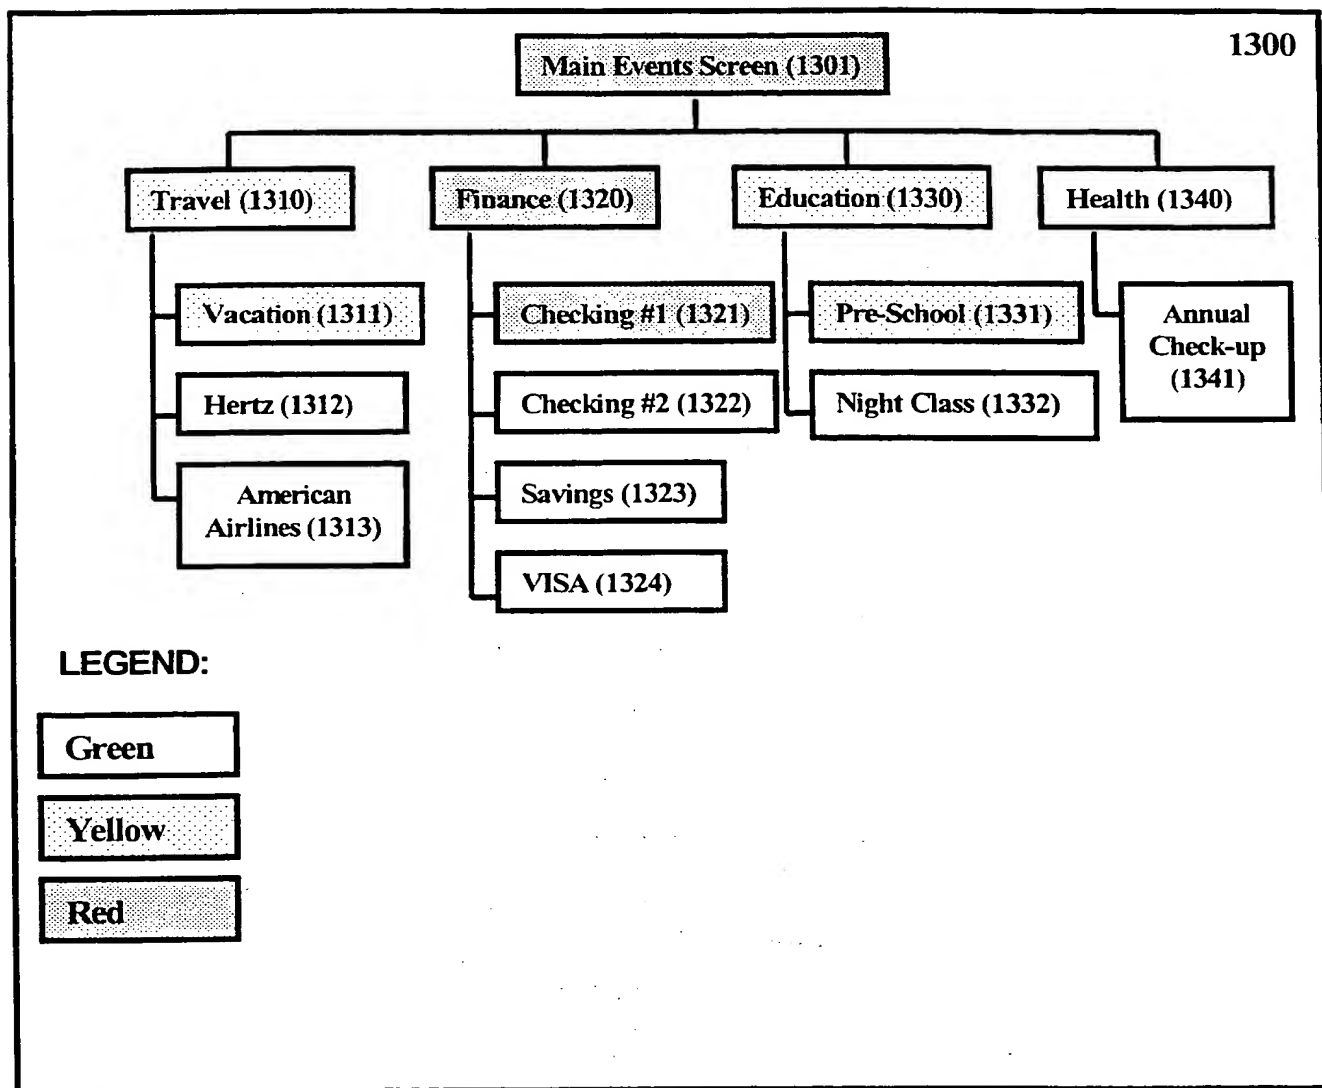 1300
Main Events Screen (1301)
Travel (1310)
Finance (1320)
Education (1330)
Health (1340)
Vacation (1311)
Hertz (1312)
American
Airlines (1313)
Checking #1 (1321)
Checking #2 (1322)
Savings (1323)
VISA (1324)
Pre-School (1331)
Night Class (1332)
Annual
Check-up
(1341)
LEGEND:
Green
Yellow
Red